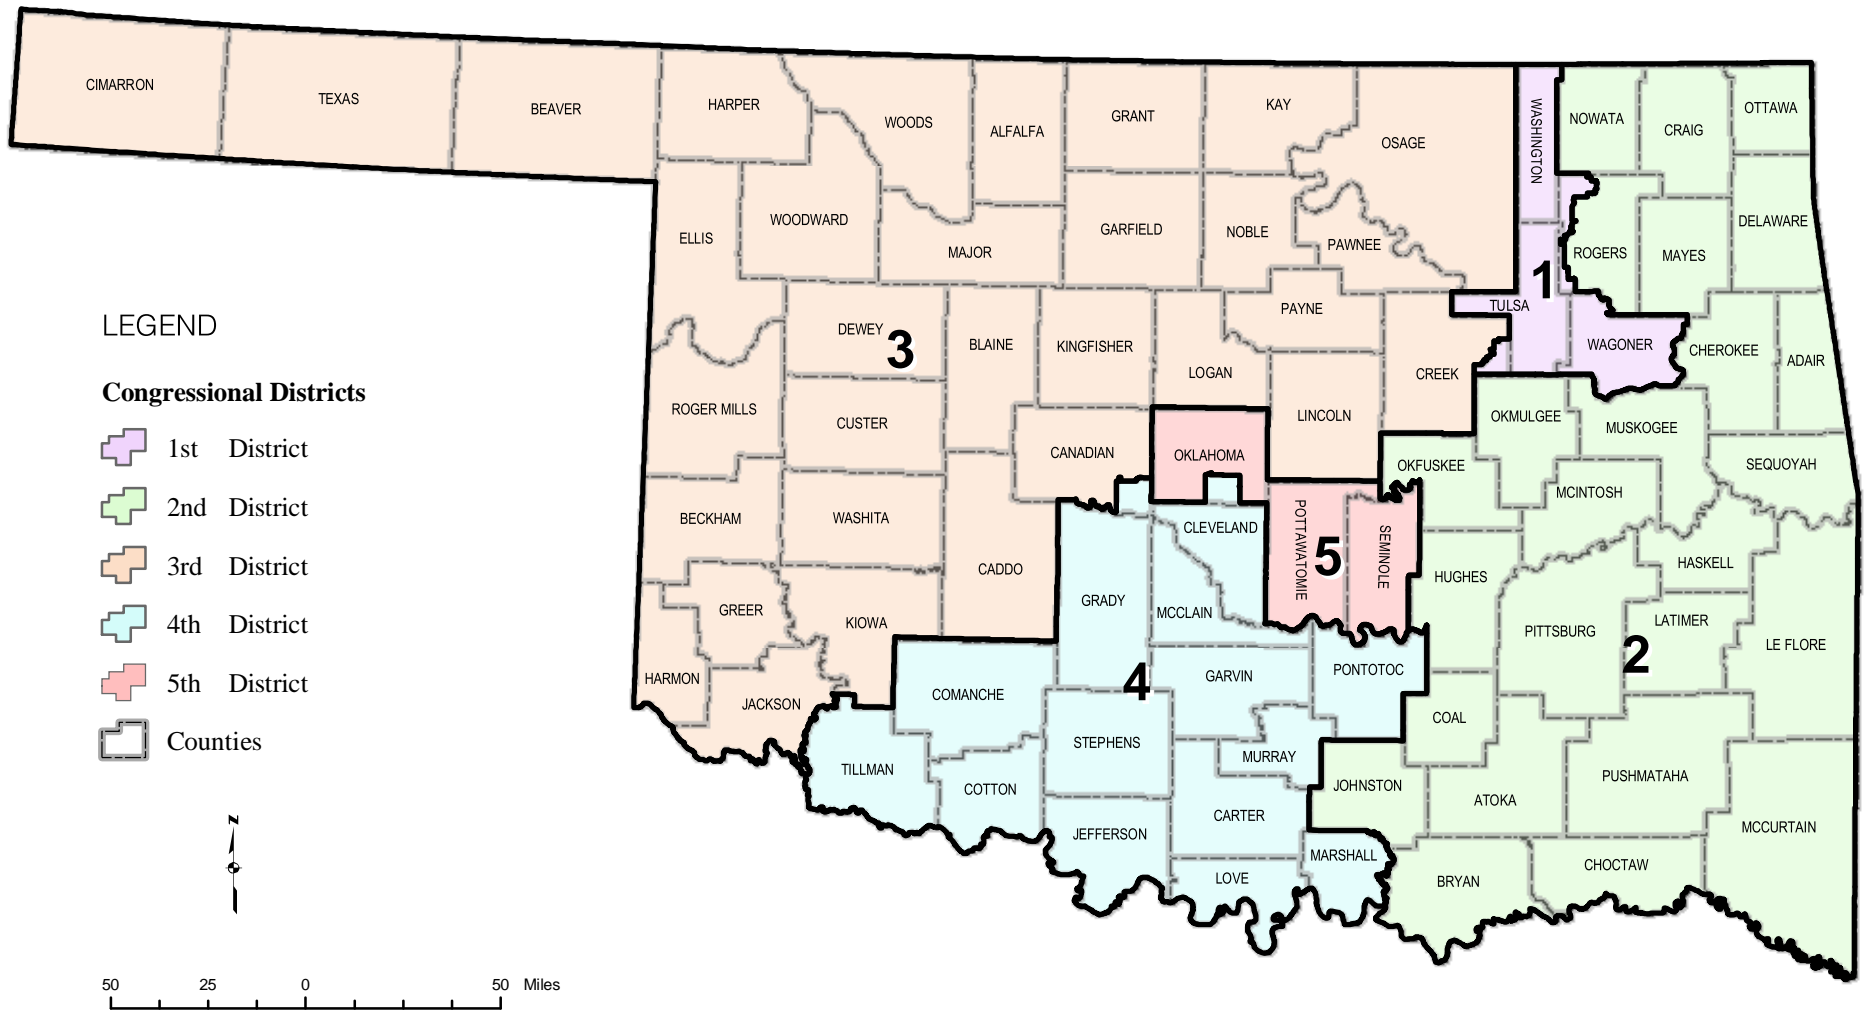 CIMARRON
TEXAS
BEAVER
HARPER
WOODS
ALFALFA
GRANT
KAY
OSAGE
WASHINGTON
NOWATA
CRAIG
OTTAWA
ELLIS
WOODWARD
MAJOR
GARFIELD
NOBLE
PAWNEE
ROGERS
MAYES
DELAWARE
1
TULSA
WAGONER
CHEROKEE
ADAIR
DEWEY
3
BLAINE
KINGFISHER
LOGAN
PAYNE
CREEK
LINCOLN
ROGER MILLS
CUSTER
CANADIAN
OKLAHOMA
OKFUSKEE
OKMULGEE
MUSKOGEE
SEQUOYAH
MCINTOSH
BECKHAM
WASHITA
CADDO
GRADY
CLEVELAND
MCCLAIN
POTTAWATOMIE
5
SEMINOLE
HUGHES
HASKELL
PITTSBURG
LATIMER
2
LE FLORE
GREER
KIOWA
HARMON
JACKSON
COMANCHE
4
GARVIN
PONTOTOC
COAL
STEPHENS
MURRAY
TILLMAN
COTTON
JEFFERSON
CARTER
LOVE
MARSHALL
JOHNSTON
ATOKA
PUSHMATAHA
MCCURTAIN
BRYAN
CHOCTAW
LEGEND
Congressional Districts
1st District
2nd District
3rd District
4th District
5th District
Counties
N
50 25 0 50 Miles